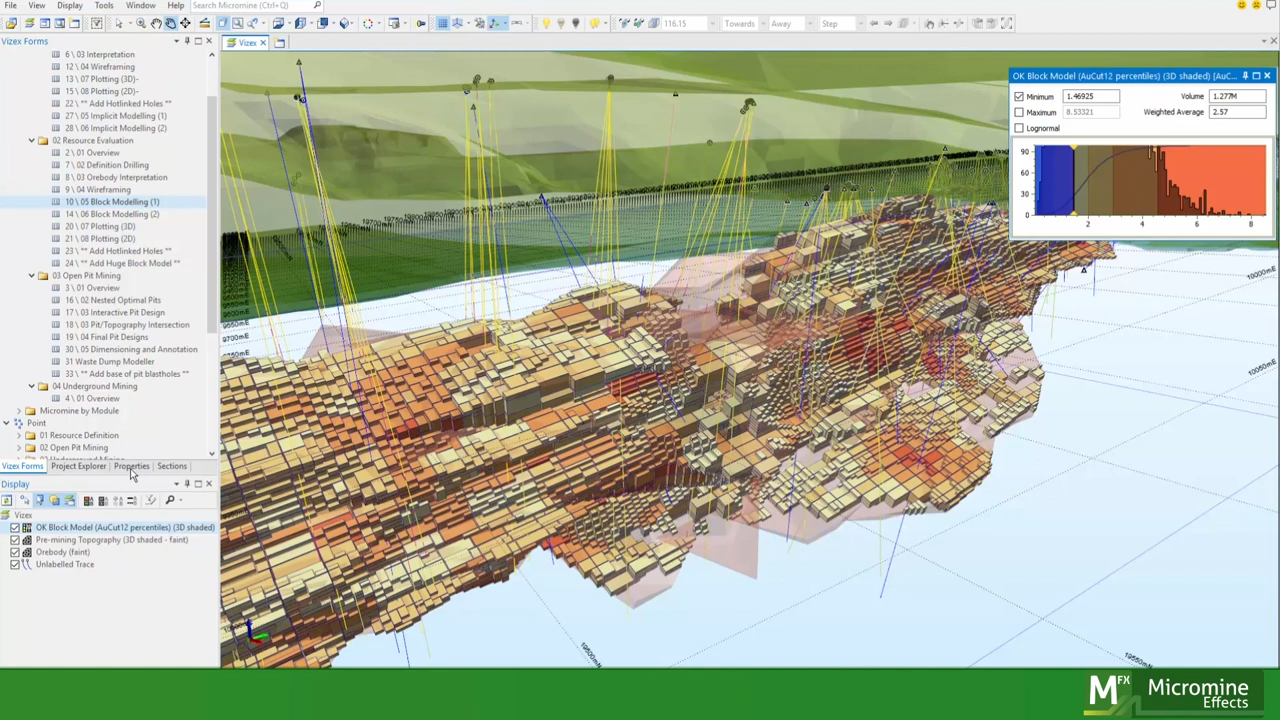 File View Display Tools Window Help Search Micromine (Ctrl+Q)
116.15 Towards Away Step
Vizex Forms
Vizex
6 \ 03 Interpretation
12 \ 04 Wireframing
13 \ 07 Plotting (3D)-
15 \ 08 Plotting (2D)-
22 \ ** Add Hotlinked Holes **
27 \ 05 Implicit Modelling (1)
28 \ 06 Implicit Modelling (2)
02 Resource Evaluation
2 \ 01 Overview
7 \ 02 Definition Drilling
8 \ 03 Orebody Interpretation
9 \ 04 Wireframing
10 \ 05 Block Modelling (1)
14 \ 06 Block Modelling (2)
20 \ 07 Plotting (3D)
21 \ 08 Plotting (2D)
23 \ ** Add Hotlinked Holes **
24 \ ** Add Huge Block Model **
03 Open Pit Mining
3 \ 01 Overview
16 \ 02 Nested Optimal Pits
17 \ 03 Interactive Pit Design
18 \ 03 Pit/Topography Intersection
19 \ 04 Final Pit Designs
30 \ 05 Dimensioning and Annotation
31 Waste Dump Modeller
33 \ ** Add base of pit blastholes **
04 Underground Mining
4 \ 01 Overview
Micromine by Module
Point
01 Resource Definition
02 Open Pit Mining
Vizex Forms Project Explorer Properties Sections
Display
Vizex
OK Block Model (AuCut12 percentiles) (3D shaded)
Pre-mining Topography (3D shaded - faint)
Orebody (faint)
Unlabelled Trace
OK Block Model (AuCut12 percentiles) (3D shaded) [AuC...
Minimum 1.46925 Volume 1.277M
Maximum 8.53321 Weighted Average 2.57
Lognormal
90
60
30
0
2 4 6 8
10000mE
10050mE
19500mN
19550mN
MFX Micromine
Effects